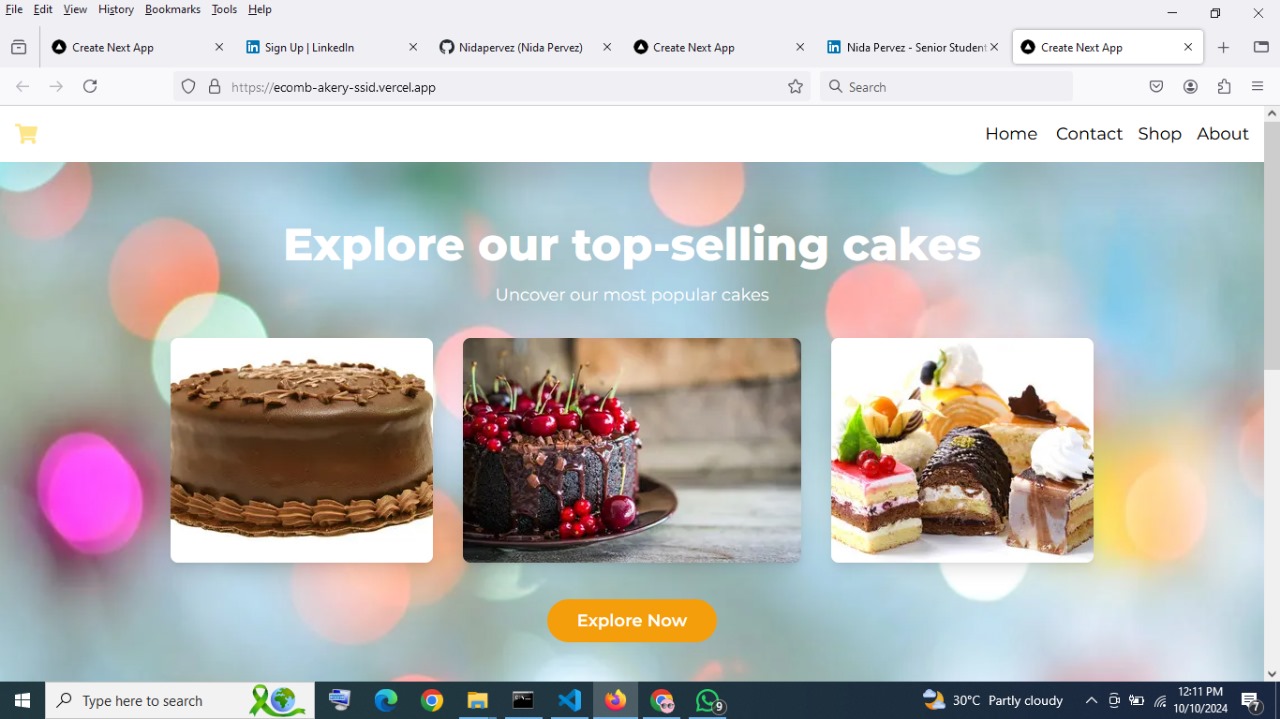 File Edit View History Bookmarks Tools Help
Create Next App
Sign Up | LinkedIn
Nidapervez (Nida Pervez)
Create Next App
Nida Pervez - Senior Student
Create Next App
https://ecomb-akery-ssid.vercel.app
Search
Home Contact Shop About
Explore our top-selling cakes
Uncover our most popular cakes
Explore Now
Type here to search
30°C Partly cloudy
9
12:11 PM
10/10/2024
7